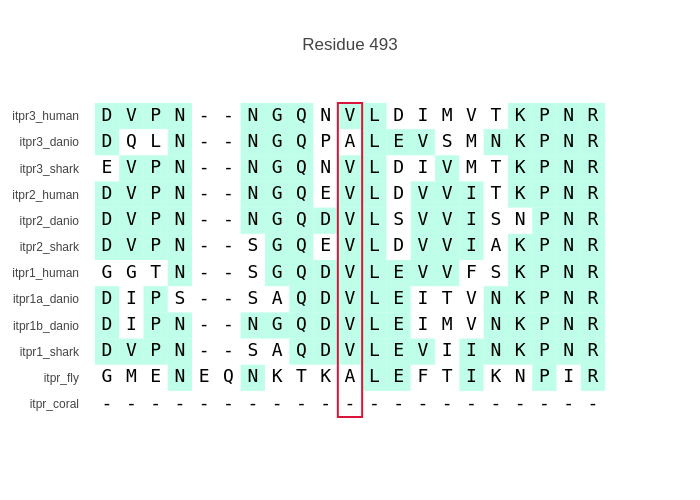 Residue 493
itpr3_human D V P N - - N G Q N V L D I M V T K P N R
itpr3_danio D Q L N - - N G Q P A L E V S M N K P N R
itpr3_shark E V P N - - N G Q N V L D I V M T K P N R
itpr2_human D V P N - - N G Q E V L D V V I T K P N R
itpr2_danio D V P N - - N G Q D V L S V V I S N P N R
itpr2_shark D V P N - - S G Q E V L D V V I A K P N R
itpr1_human G G T N - - S G Q D V L E V V F S K P N R
itpr1a_danio D I P S - - S A Q D V L E I T V N K P N R
itpr1b_danio D I P N - - N G Q D V L E I M V N K P N R
itpr1_shark D V P N - - S A Q D V L E V I I N K P N R
itpr_fly G M E N E Q N K T K A L E F T I K N P I R
itpr_coral - - - - - - - - - - - - - - - - - - - - -